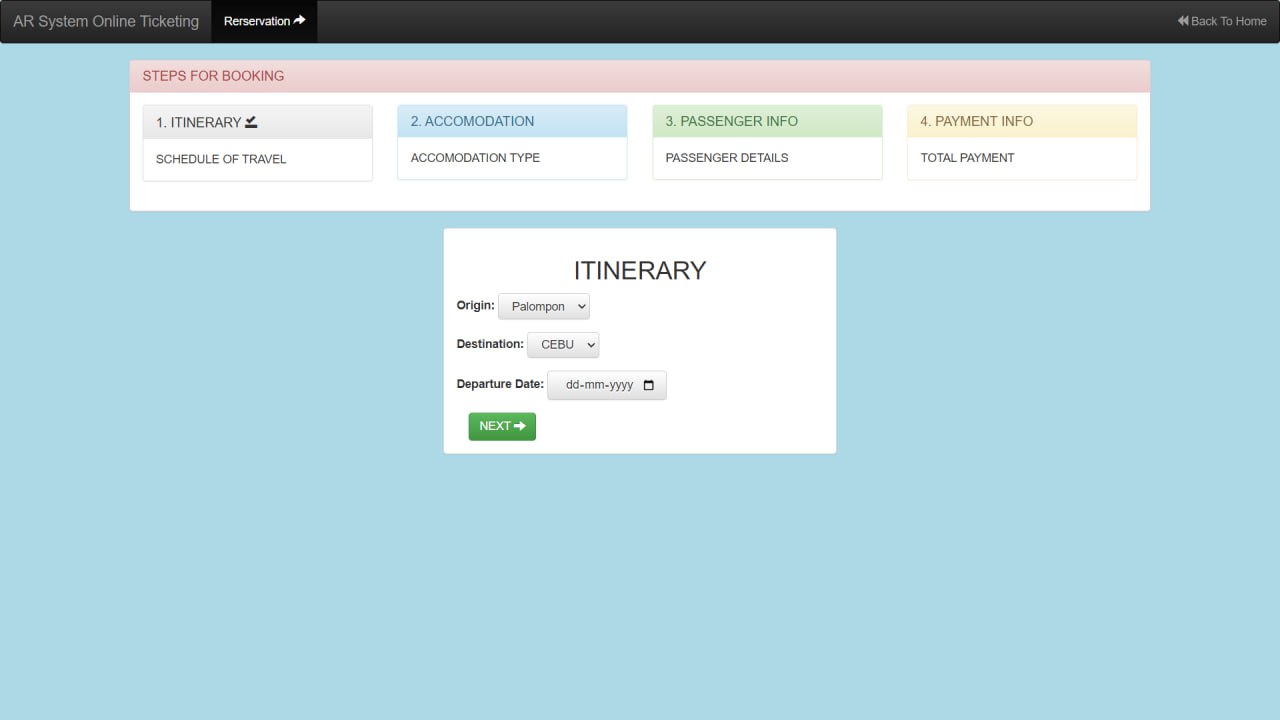 AR System Online Ticketing Rerservation Back To Home
STEPS FOR BOOKING
1. ITINERARY 2. ACCOMODATION 3. PASSENGER INFO 4. PAYMENT INFO
SCHEDULE OF TRAVEL ACCOMODATION TYPE PASSENGER DETAILS TOTAL PAYMENT
ITINERARY
Origin: Palompon
Destination: CEBU
Departure Date: dd-mm-yyyy
NEXT